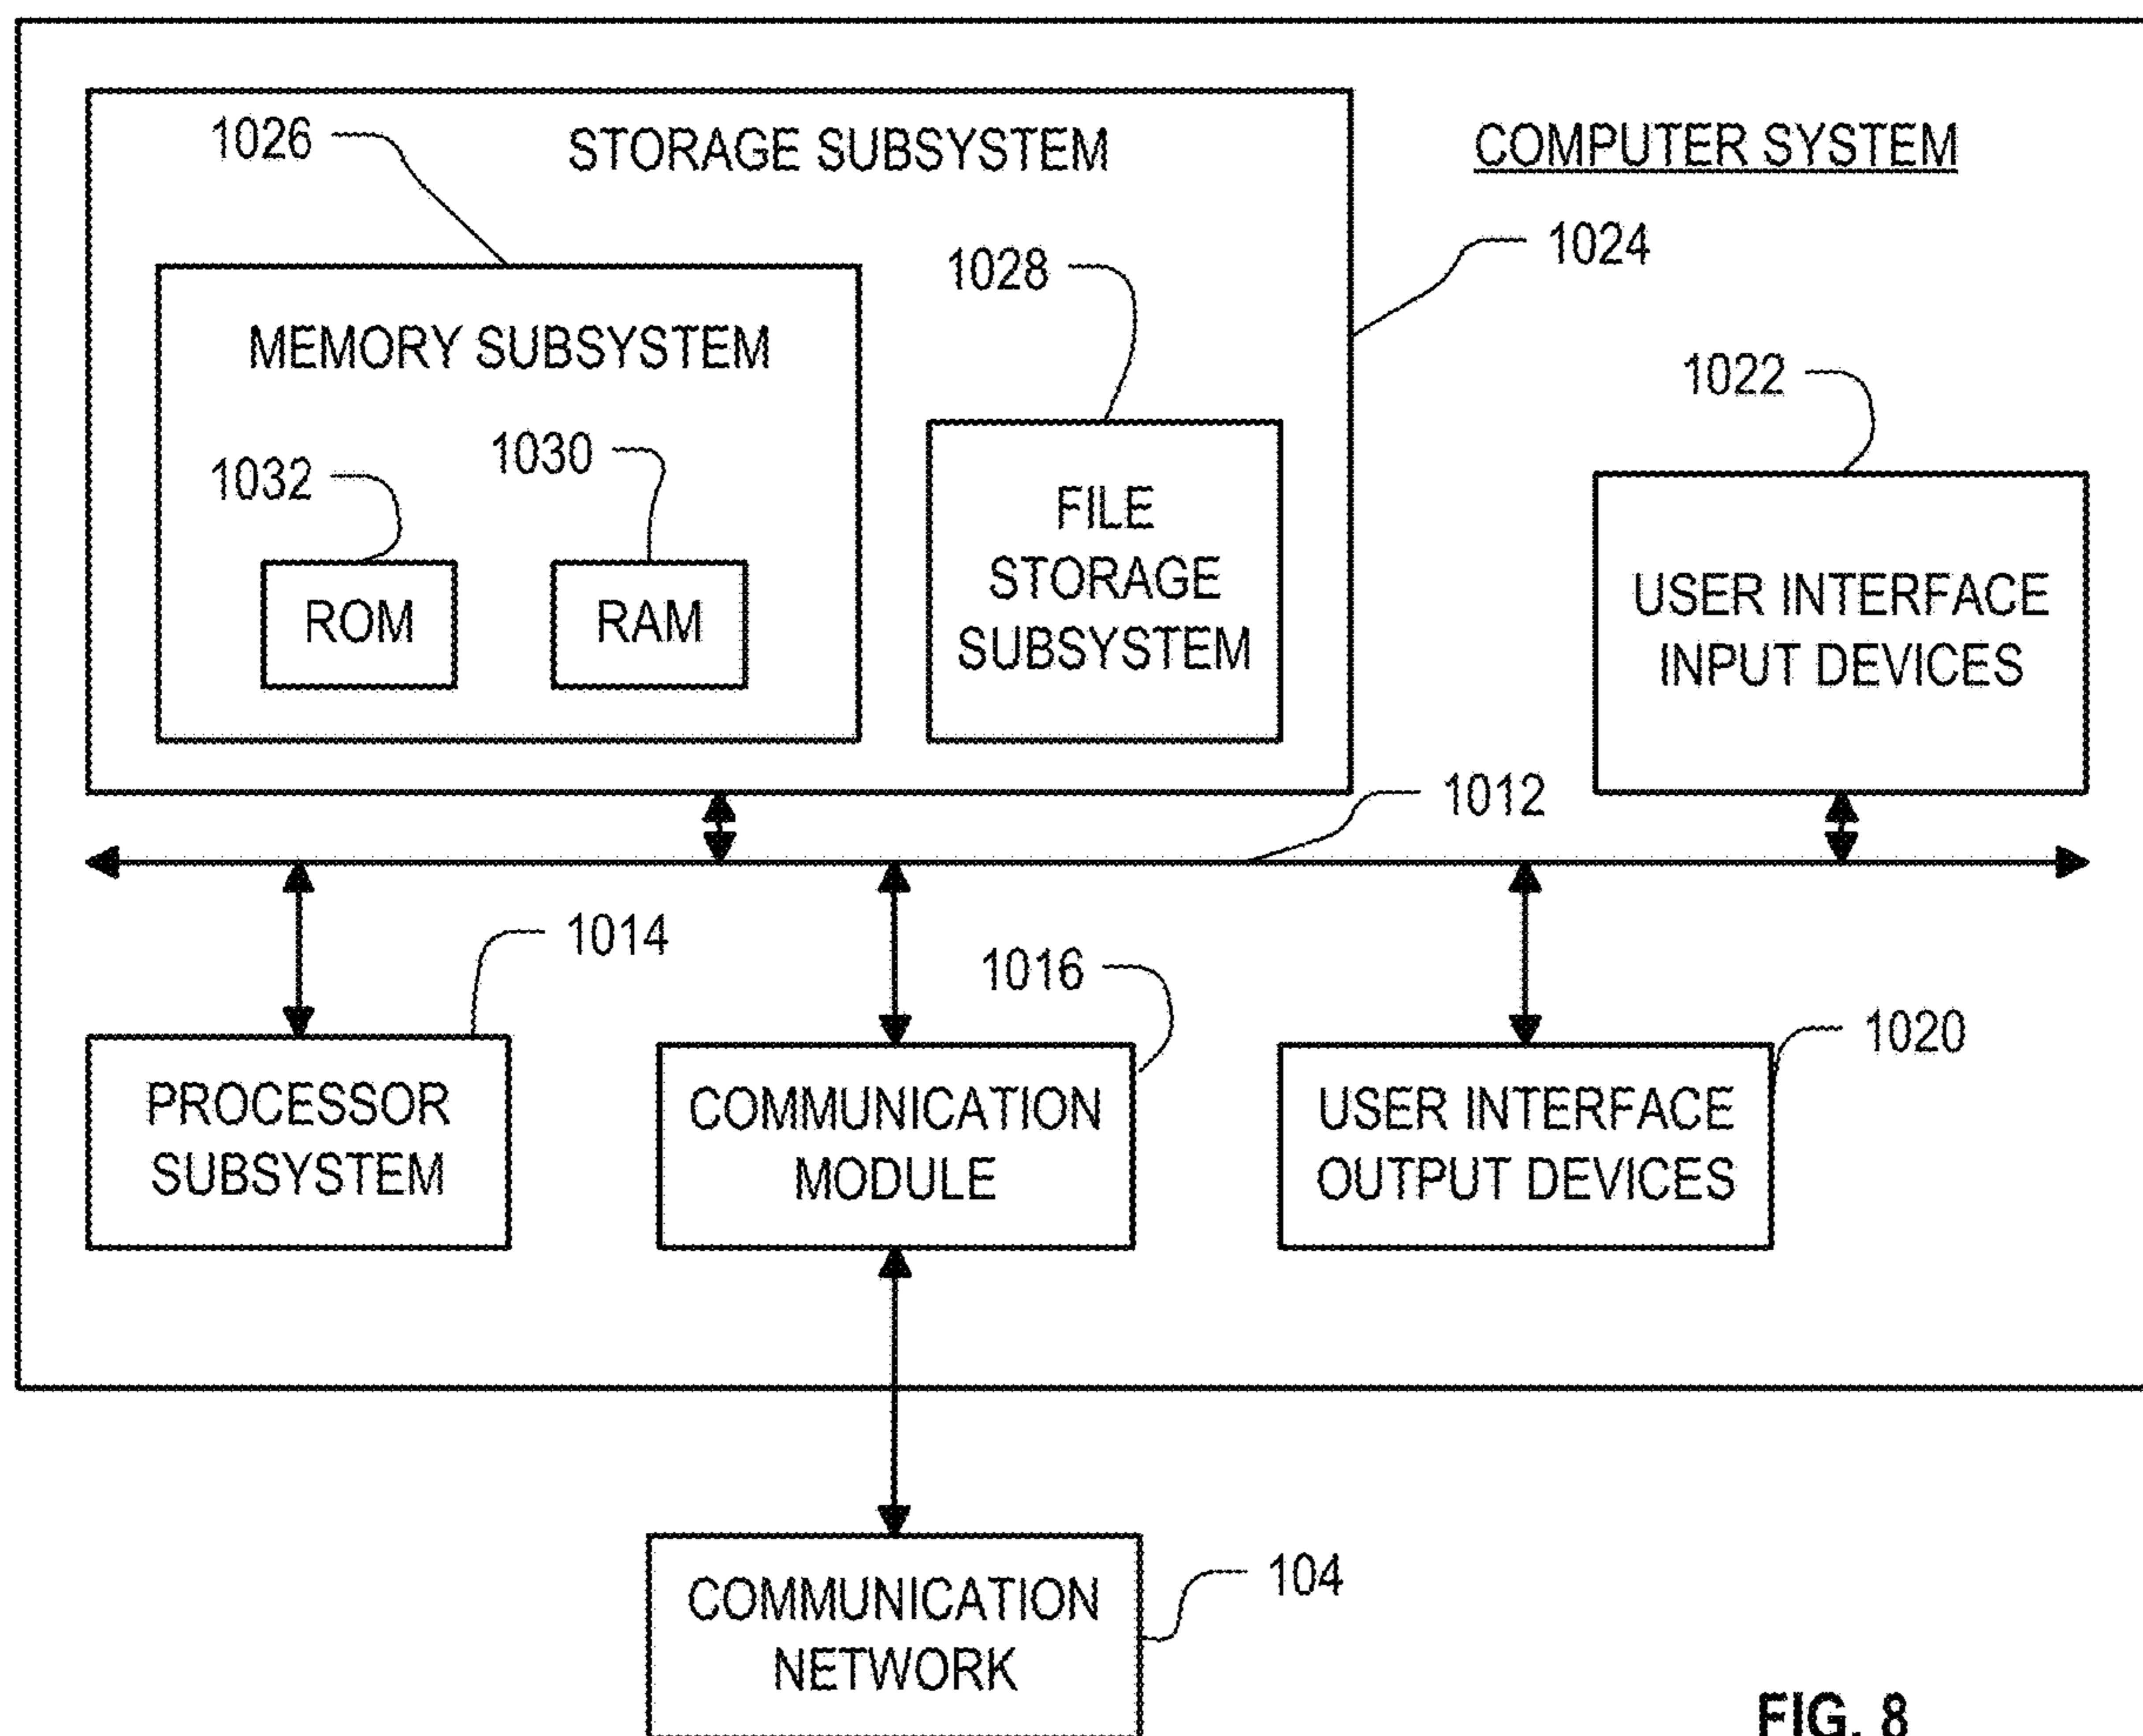 1026
STORAGE SUBSYSTEM
COMPUTER SYSTEM
1024
1028
MEMORY SUBSYSTEM
1022
1032
1030
FILE
STORAGE
SUBSYSTEM
ROM
RAM
USER INTERFACE
INPUT DEVICES
1012
1014
1016
1020
PROCESSOR
SUBSYSTEM
COMMUNICATION
MODULE
USER INTERFACE
OUTPUT DEVICES
COMMUNICATION
NETWORK
104
FIG. 8